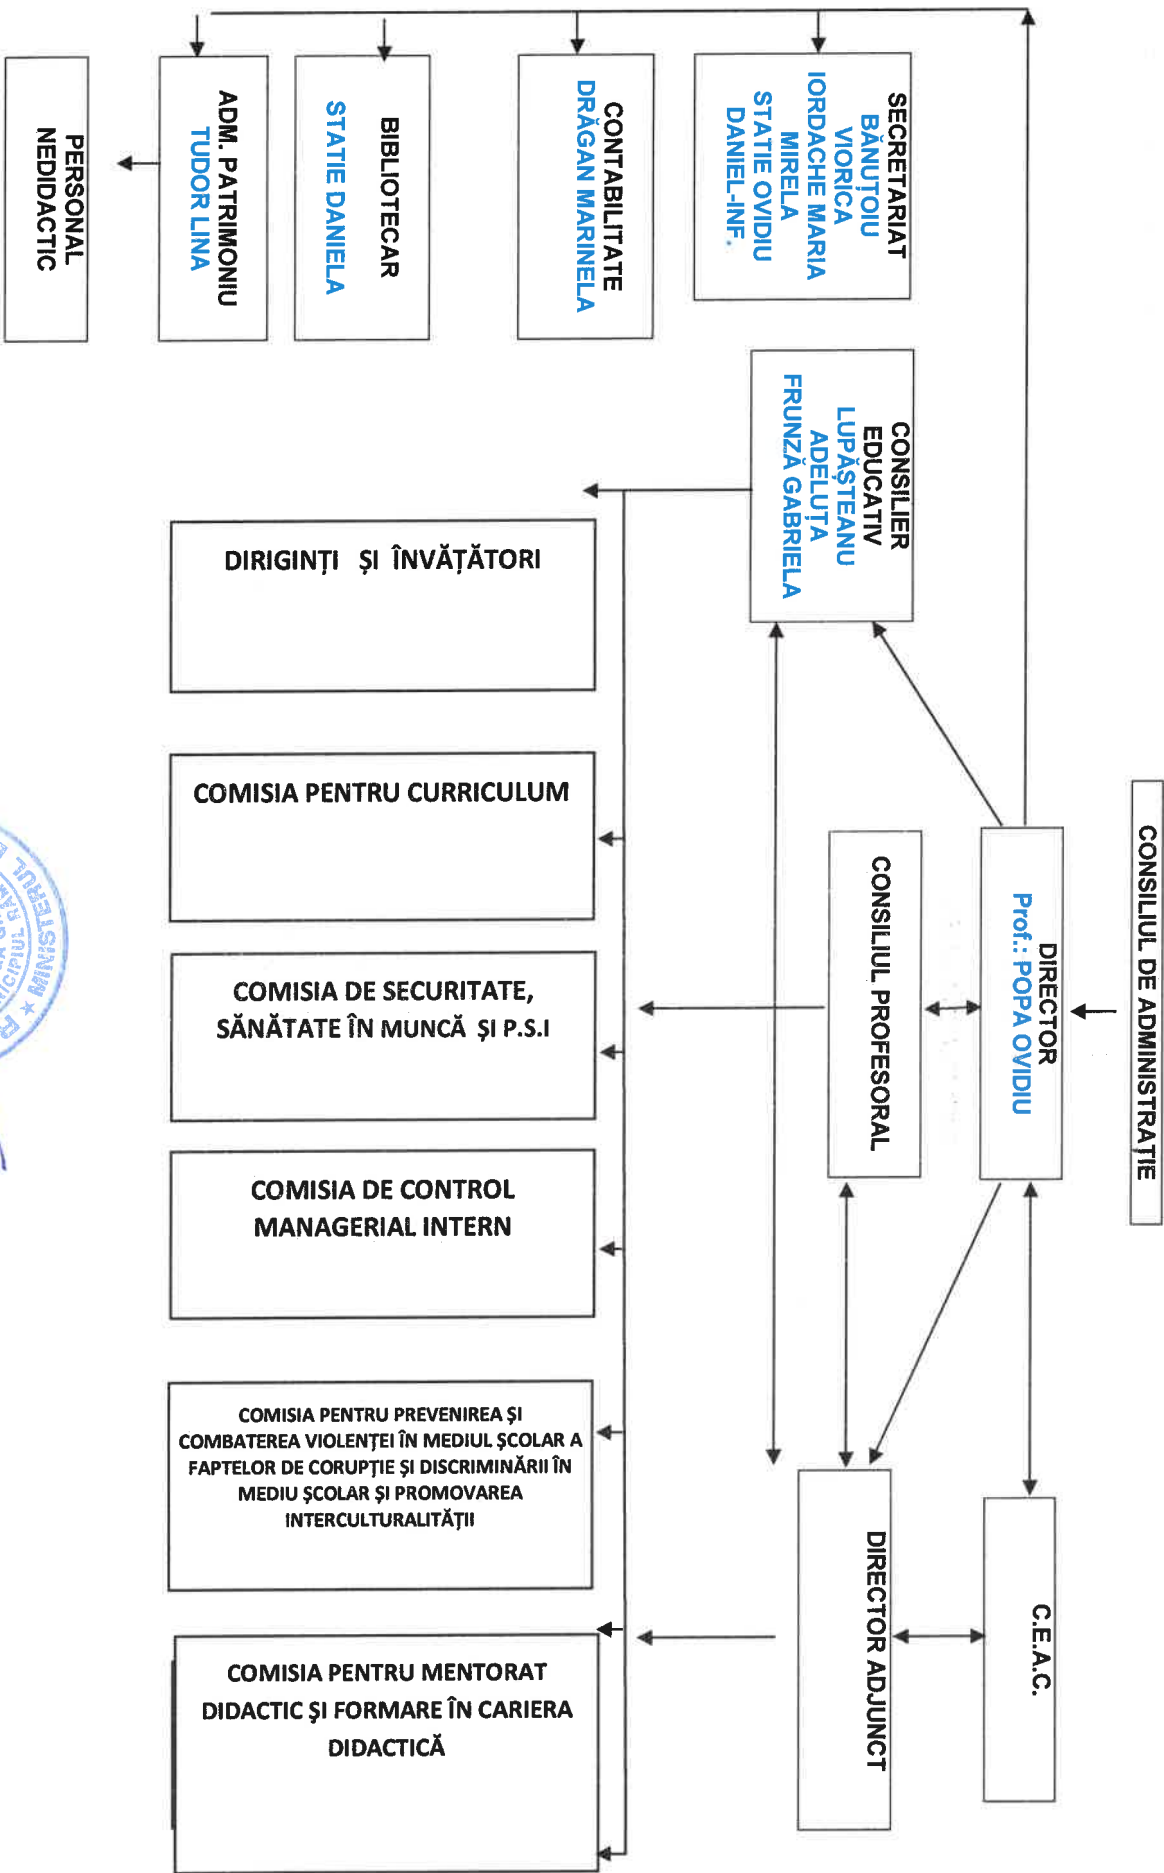 CONSILIUL DE ADMINISTRAȚIE
DIRECTOR
Prof.: POPA OVIDIU
C.E.A.C.
CONSILIUL PROFESORAL
DIRECTOR ADJUNCT
CONSILIER
EDUCATIV
LUPĂȘTEANU
ADELUȚA
FRUNZĂ GABRIELA
SECRETARIAT
BĂNUȚOIU
VIORICA
IORDACHE MARIA
MIRELA
STATIE OVIDIU
DANIEL-INF.
CONTABILITATE
DRĂGAN MARINELA
BIBLIOTECAR
STATIE DANIELA
ADM. PATRIMONIU
TUDOR LINA
PERSONAL
NEDIDACTIC
DIRIGINȚI ȘI ÎNVĂȚĂTORI
COMISIA PENTRU CURRICULUM
COMISIA DE SECURITATE,
SĂNĂTATE ÎN MUNCĂ ȘI P.S.I
COMISIA DE CONTROL
MANAGERIAL INTERN
COMISIA PENTRU PREVENIREA ȘI
COMBATEREA VIOLENȚEI ÎN MEDIUL ȘCOLAR A
FAPTELOR DE CORUPȚIE ȘI DISCRIMINĂRII ÎN
MEDIU ȘCOLAR ȘI PROMOVAREA
INTERCULTURALITĂȚII
COMISIA PENTRU MENTORAT
DIDACTIC ȘI FORMARE ÎN CARIERA
DIDACTICĂ
MINISTERUL